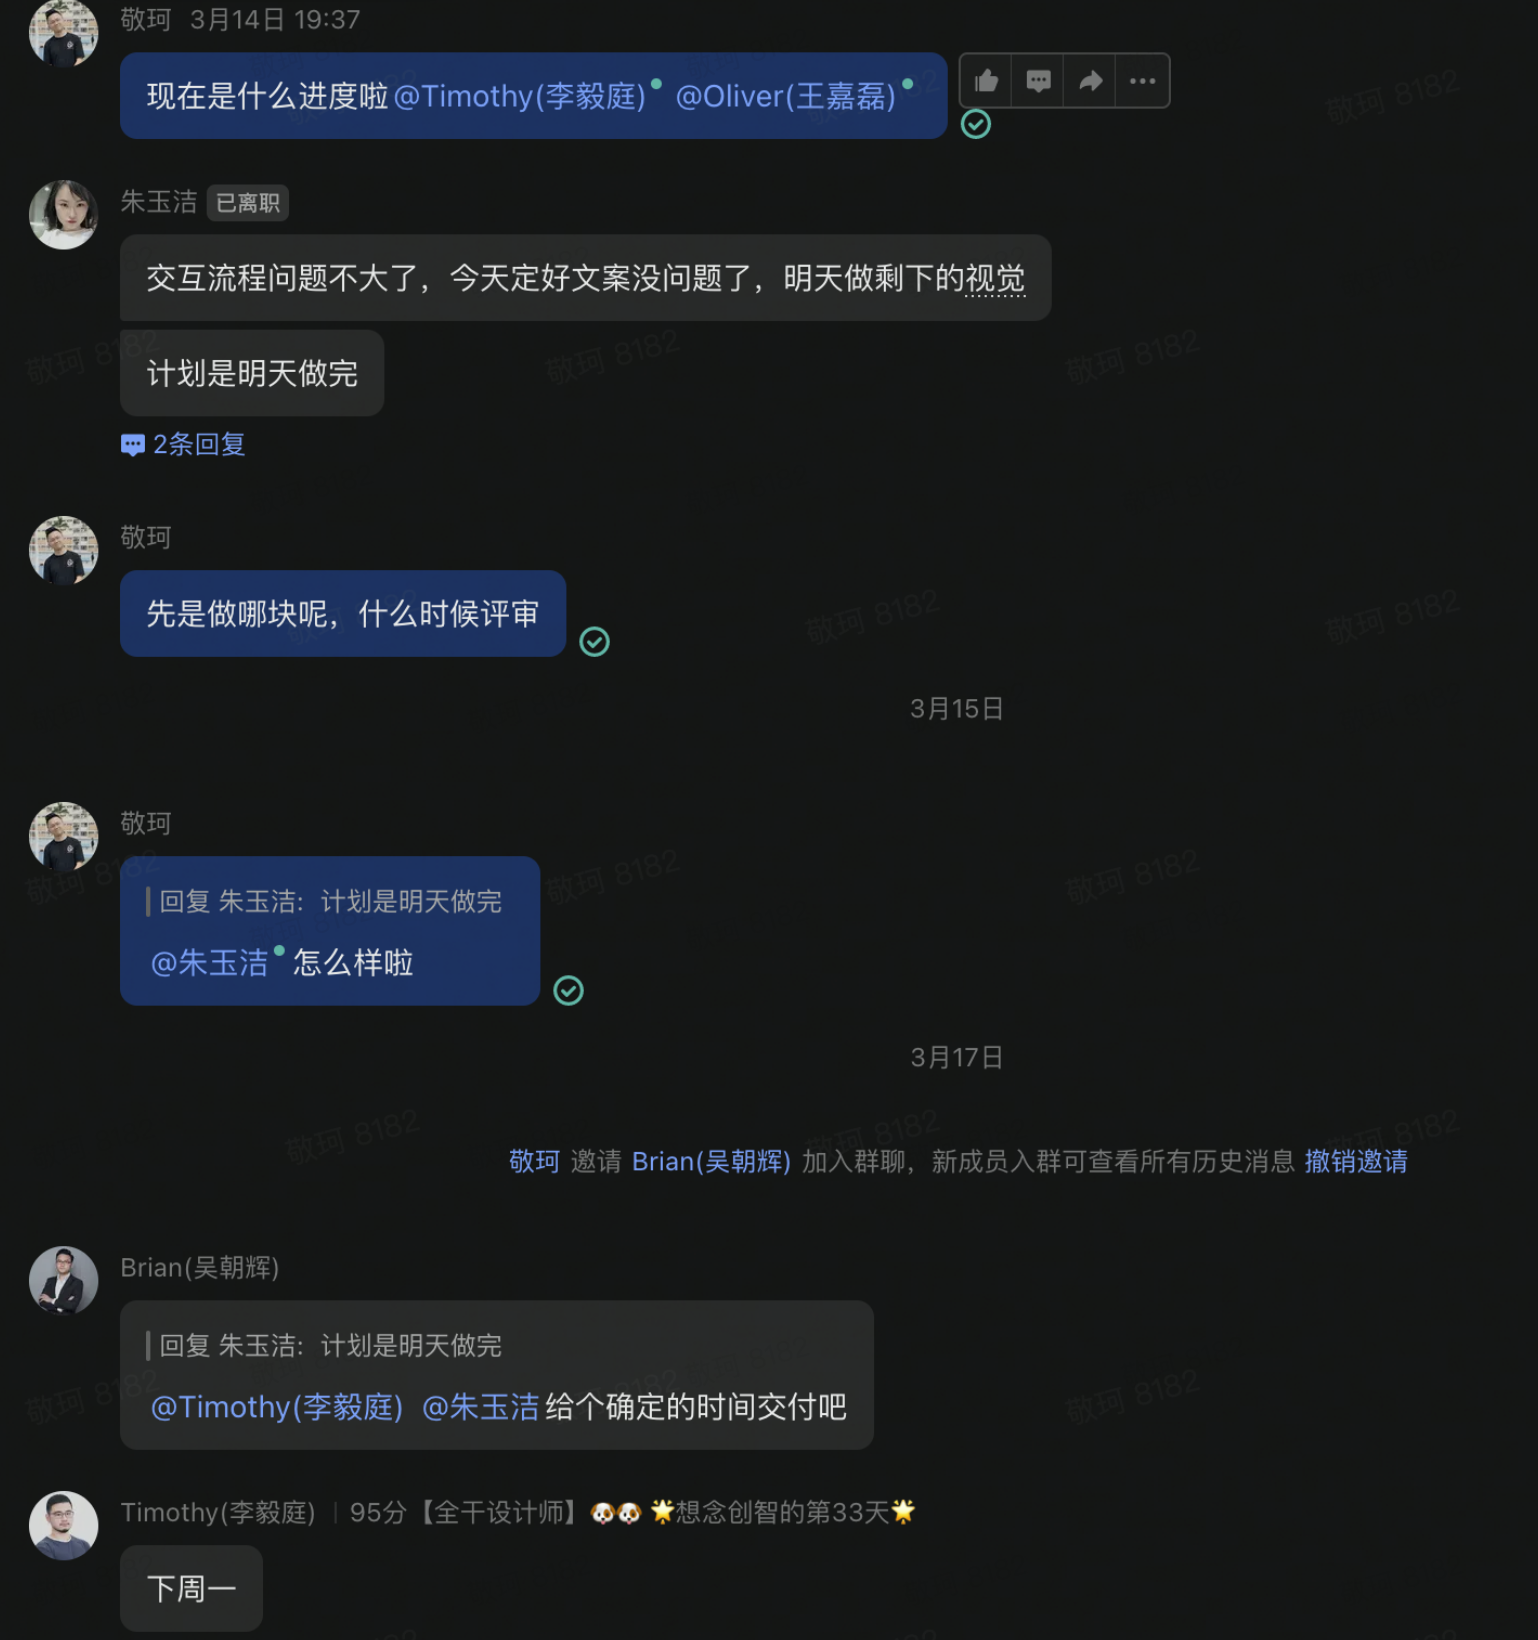 敬珂 3月14日 19:37
现在是什么进度啦 @Timothy(李毅庭) @Oliver(王嘉磊)
朱玉洁 已离职
交互流程问题不大了，今天定好文案没问题了，明天做剩下的视觉
计划是明天做完
2条回复
敬珂
先是做哪块呢，什么时候评审
3月15日
敬珂
回复 朱玉洁: 计划是明天做完
@朱玉洁 怎么样啦
3月17日
敬珂 邀请 Brian(吴朝辉) 加入群聊，新成员入群可查看所有历史消息 撤销邀请
Brian(吴朝辉)
回复 朱玉洁: 计划是明天做完
@Timothy(李毅庭) @朱玉洁 给个确定的时间交付吧
Timothy(李毅庭) | 95分【全干设计师】🐶🐶 🌟想念创智的第33天🌟
下周一
敬珂 8182